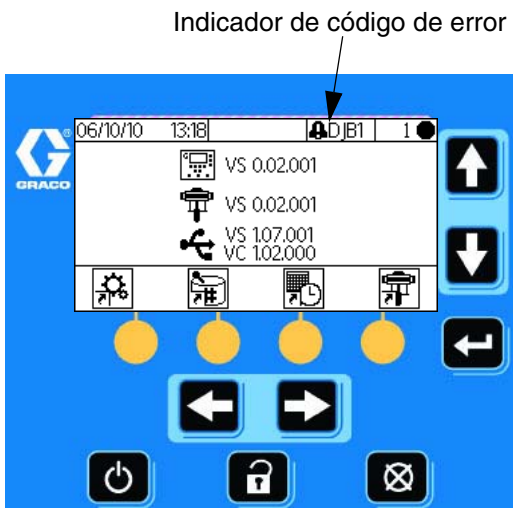 Indicador de código de error
06/10/10 13:18 DJB1 1
VS 0.02.001
VS 0.02.001
VS 1.07.001
VC 1.02.000
GRACO